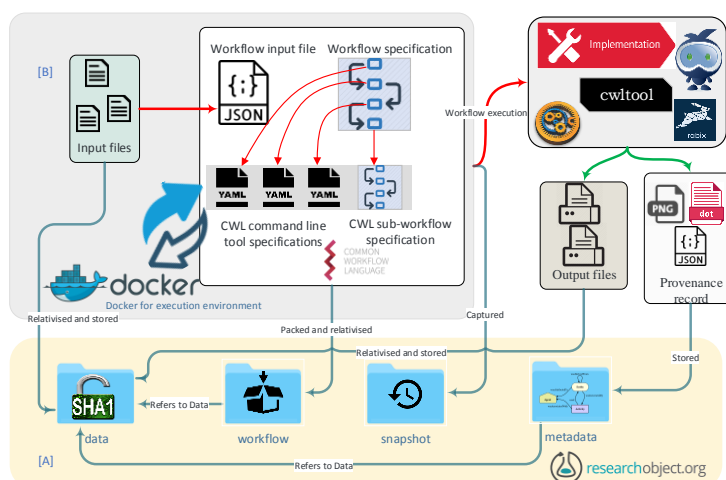 [B]
Input files
Workflow input file
{;}
JSON
Workflow specification
YAML
YAML
YAML
CWL command line
tool specifications
CWL sub-workflow
specification
COMMON
WORKFLOW
LANGUAGE
docker
Docker for execution environment
Workflow execution
Implementation
cwltool
rabix
Output files
PNG
dot
{;}
JSON
Provenance
record
Relativised and stored
Packed and relativised
Captured
Relativised and stored
Stored
SHA1
data
Refers to Data
workflow
snapshot
metadata
[A]
Refers to Data
researchobject.org